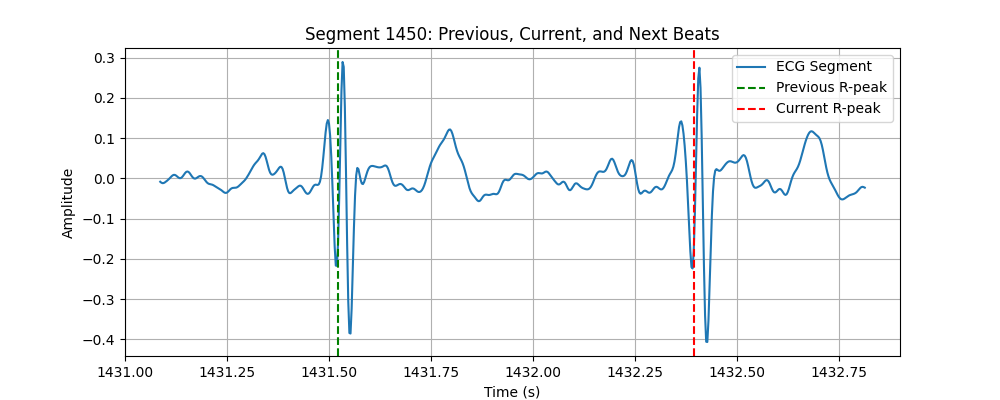 Segment 1450: Previous, Current, and Next Beats
0.3
0.2
0.1
0.0
−0.1
−0.2
−0.3
−0.4
Amplitude
ECG Segment
Previous R-peak
Current R-peak
1431.00 1431.25 1431.50 1431.75 1432.00 1432.25 1432.50 1432.75
Time (s)